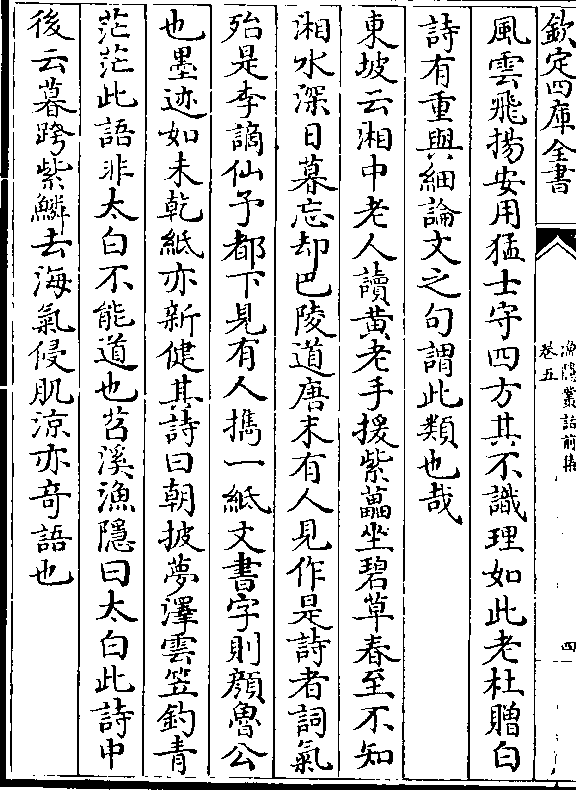 欽定四庫全書
漁隱叢話前集
卷五
四
風雲飛揚安用猛士守四方其不識理如此老杜贈白
詩有重與細論文之句謂此類也哉
東坡云湘中老人讀黃老手援紫藟坐碧草春至不知
湘水深日暮忘却巴陵道唐末有人見作是詩者詞氣
殆是李謫仙予都下見有人擕一紙文書字則顔魯公
也墨迹如未乾紙亦新健其詩曰朝披夢澤雲笠釣青
茫茫此語非太白不能道也苕溪漁隱曰太白此詩中
後云暮跨紫鱗去海氣侵肌涼亦竒語也